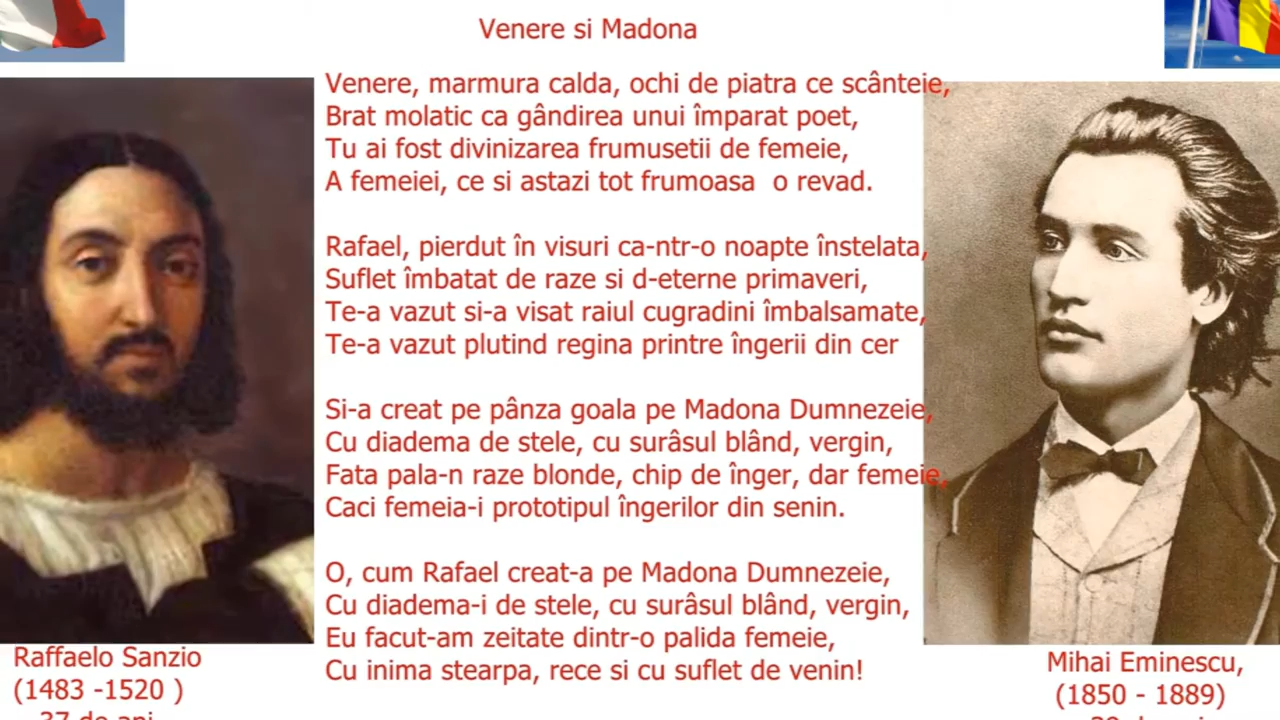 Venere si Madona
Venere, marmura calda, ochi de piatra ce scânteie,
Brat molatic ca gândirea unui împarat poet,
Tu ai fost divinizarea frumusetii de femeie,
A femeiei, ce si astazi tot frumoasa  o revad.
Rafael, pierdut în visuri ca-ntr-o noapte înstelata,
Suflet îmbatat de raze si d-eterne primaveri,
Te-a vazut si-a visat raiul cugradini îmbalsamate,
Te-a vazut plutind regina printre îngerii din cer
Si-a creat pe pânza goala pe Madona Dumnezeie,
Cu diadema de stele, cu surâsul blând, vergin,
Fata pala-n raze blonde, chip de înger, dar femeie,
Caci femeia-i prototipul îngerilor din senin.
O, cum Rafael creat-a pe Madona Dumnezeie,
Cu diadema-i de stele, cu surâsul blând, vergin,
Eu facut-am zeitate dintr-o palida femeie,
Cu inima stearpa, rece si cu suflet de venin!
Raffaelo Sanzio
(1483 -1520 )
37 de ani
Mihai Eminescu,
(1850 - 1889)